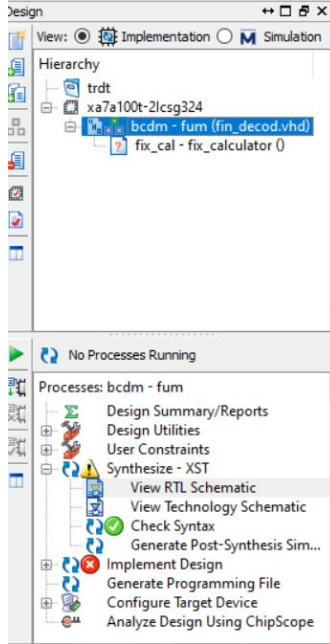 Design
View: Implementation Simulation
Hierarchy
trdt
xa7a100t-2lcsg324
bcdm - fum (fin_decod.vhd)
fix_cal - fix_calculator ()
No Processes Running
Processes: bcdm - fum
Design Summary/Reports
Design Utilities
User Constraints
Synthesize - XST
View RTL Schematic
View Technology Schematic
Check Syntax
Generate Post-Synthesis Sim...
Implement Design
Generate Programming File
Configure Target Device
Analyze Design Using ChipScope